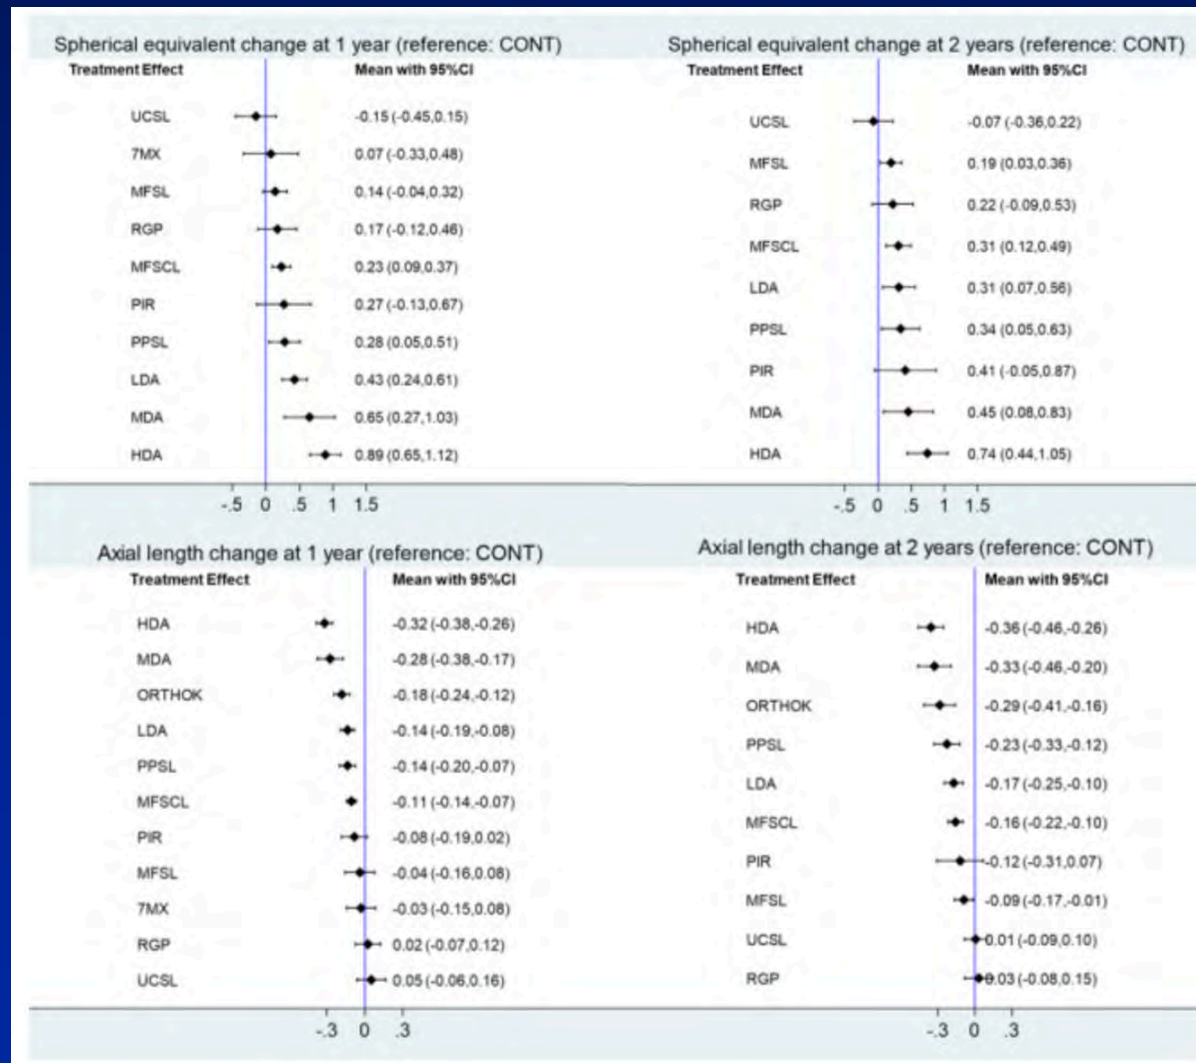 Spherical equivalent change at 1 year (reference: CONT)
Treatment Effect Mean with 95%CI
UCSL -0.15 (-0.45,0.15)
7MX 0.07 (-0.33,0.48)
MFSL 0.14 (-0.04,0.32)
RGP 0.17 (-0.12,0.46)
MFSCL 0.23 (0.09,0.37)
PIR 0.27 (-0.13,0.67)
PPSL 0.28 (0.05,0.51)
LDA 0.43 (0.24,0.61)
MDA 0.65 (0.27,1.03)
HDA 0.89 (0.65,1.12)
-.5 0 .5 1 1.5
Spherical equivalent change at 2 years (reference: CONT)
Treatment Effect Mean with 95%CI
UCSL -0.07 (-0.36,0.22)
MFSL 0.19 (0.03,0.36)
RGP 0.22 (-0.09,0.53)
MFSCL 0.31 (0.12,0.49)
LDA 0.31 (0.07,0.56)
PPSL 0.34 (0.05,0.63)
PIR 0.41 (-0.05,0.87)
MDA 0.45 (0.08,0.83)
HDA 0.74 (0.44,1.05)
-.5 0 .5 1 1.5
Axial length change at 1 year (reference: CONT)
Treatment Effect Mean with 95%CI
HDA -0.32 (-0.38,-0.26)
MDA -0.28 (-0.38,-0.17)
ORTHOK -0.18 (-0.24,-0.12)
LDA -0.14 (-0.19,-0.08)
PPSL -0.14 (-0.20,-0.07)
MFSCL -0.11 (-0.14,-0.07)
PIR -0.08 (-0.19,0.02)
MFSL -0.04 (-0.16,0.08)
7MX -0.03 (-0.15,0.08)
RGP 0.02 (-0.07,0.12)
UCSL 0.05 (-0.06,0.16)
-.3 0 .3
Axial length change at 2 years (reference: CONT)
Treatment Effect Mean with 95%CI
HDA -0.36 (-0.46,-0.26)
MDA -0.33 (-0.46,-0.20)
ORTHOK -0.29 (-0.41,-0.16)
PPSL -0.23 (-0.33,-0.12)
LDA -0.17 (-0.25,-0.10)
MFSCL -0.16 (-0.22,-0.10)
PIR -0.12 (-0.31,0.07)
MFSL -0.09 (-0.17,-0.01)
UCSL 0.01 (-0.09,0.10)
RGP 0.03 (-0.08,0.15)
-.3 0 .3